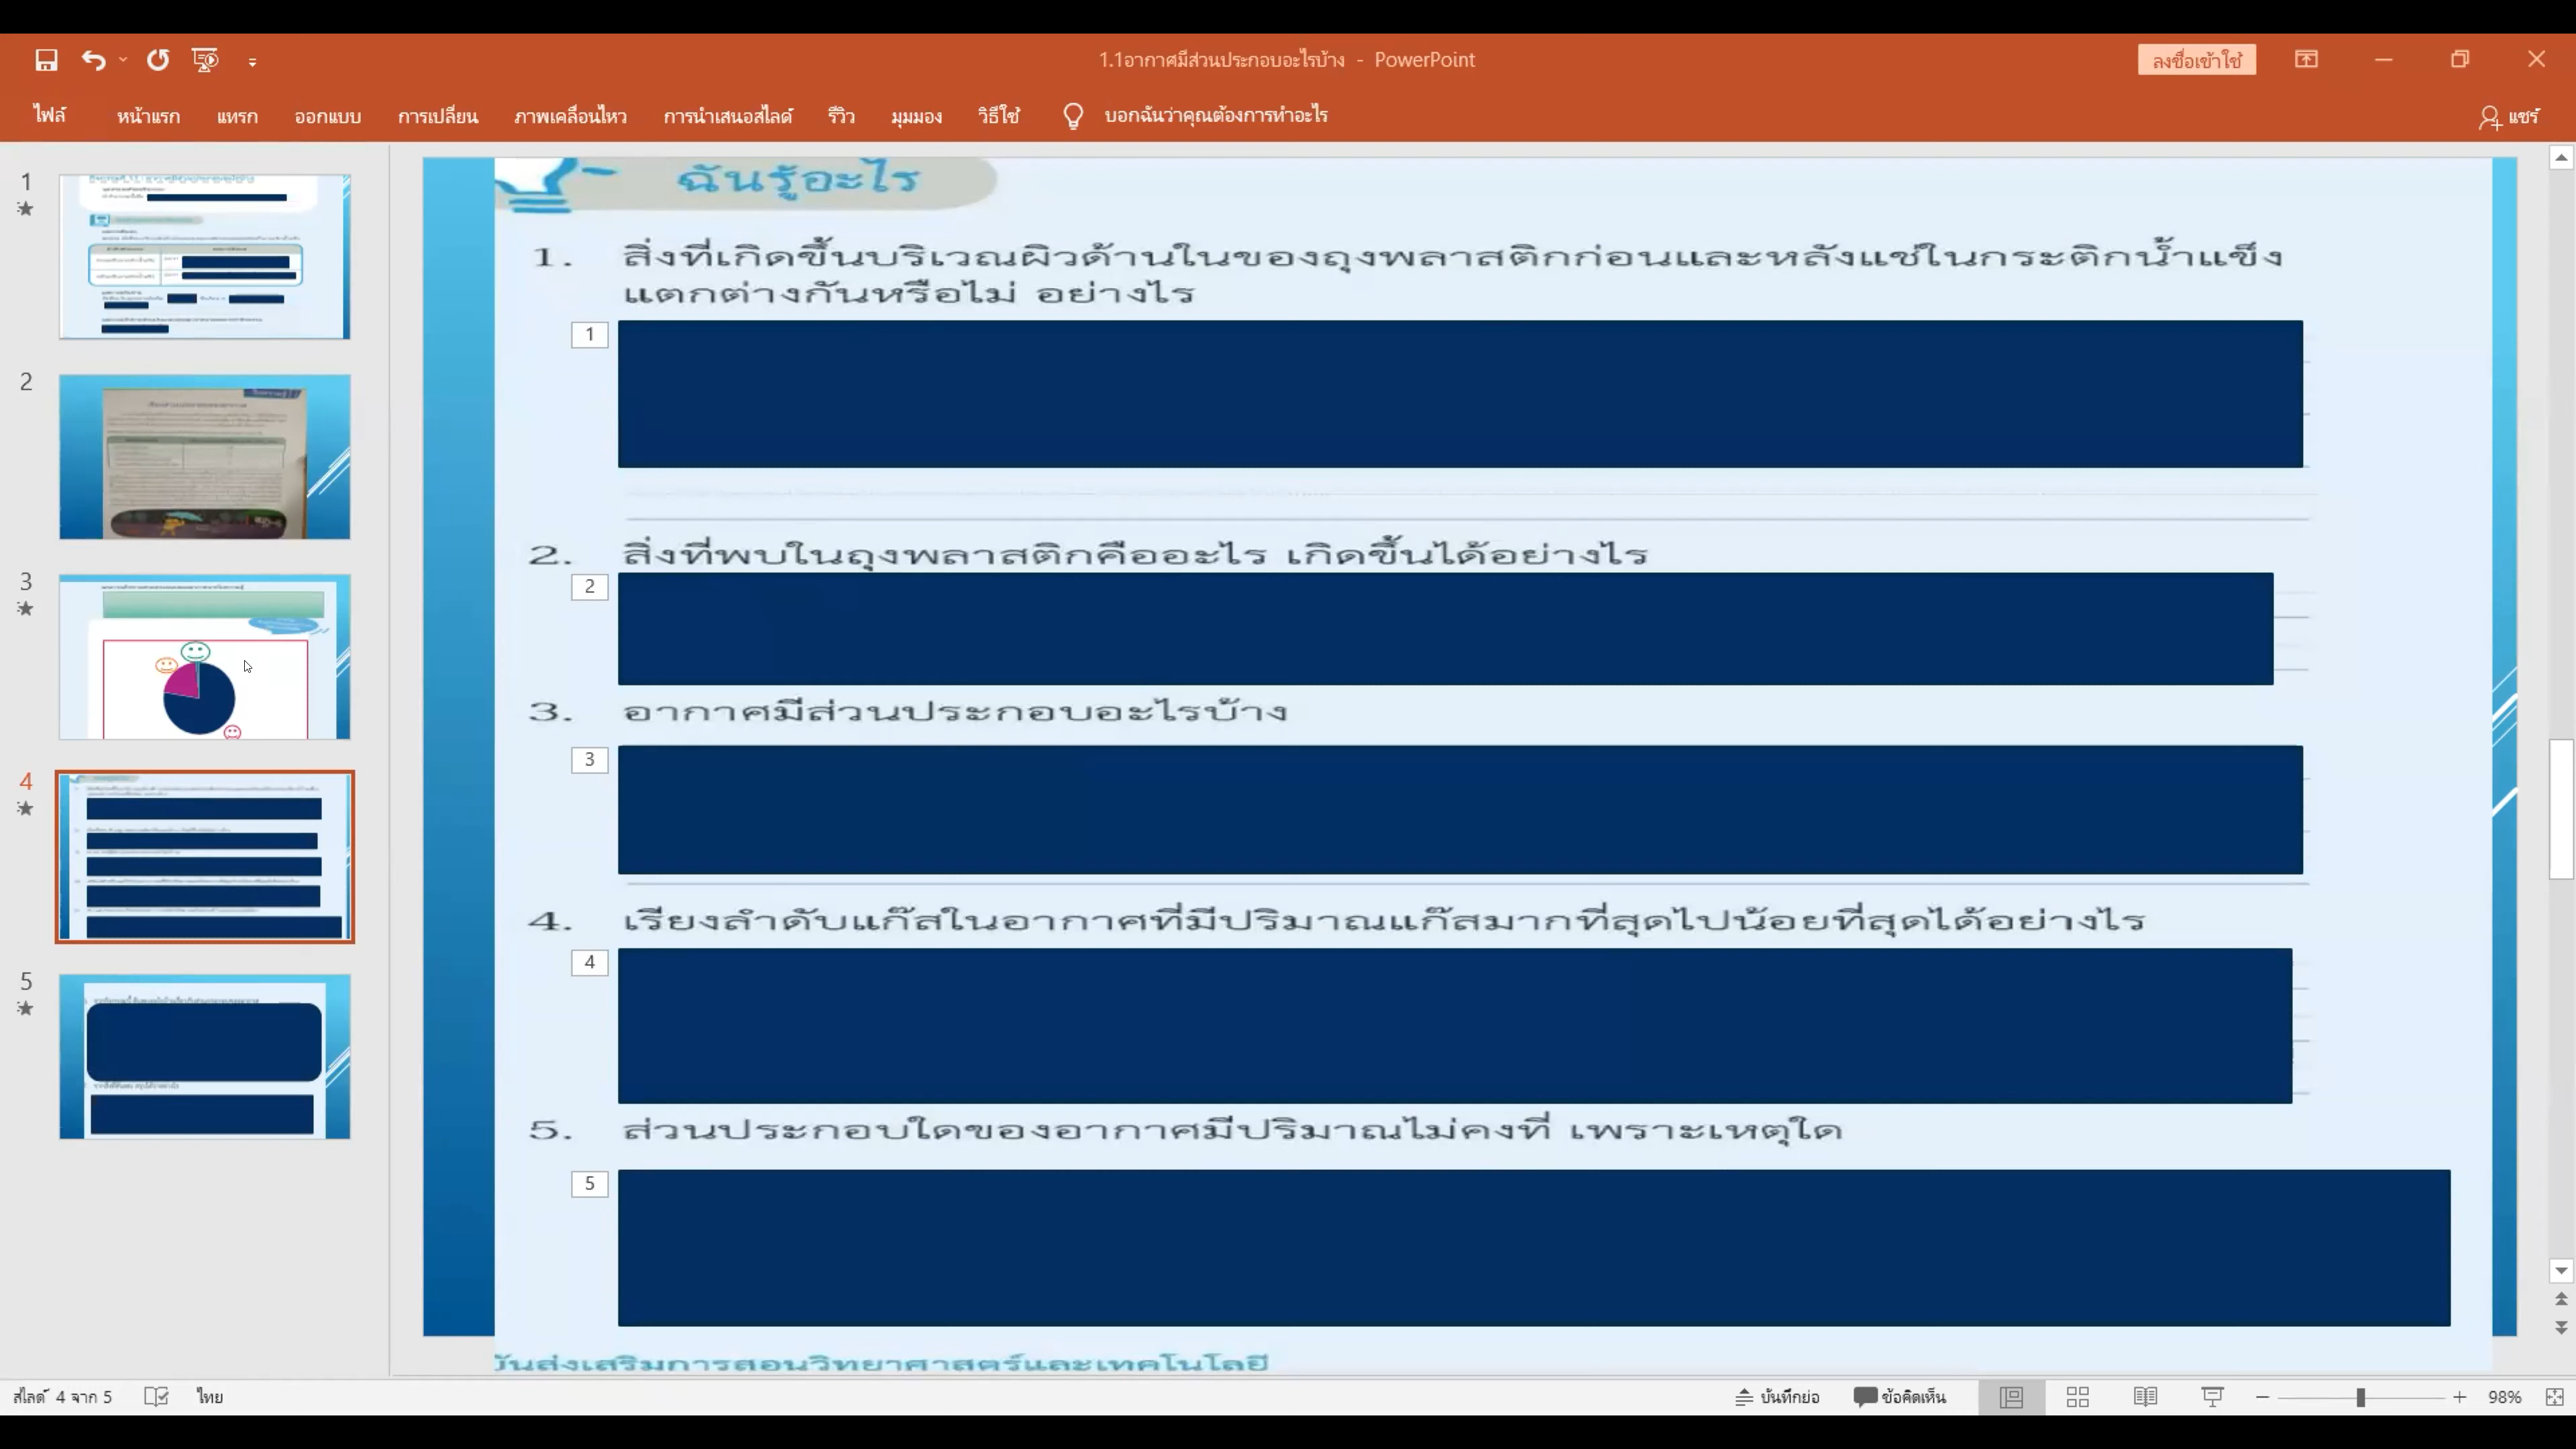 1.1อากาศมีส่วนประกอบอะไรบ้าง - PowerPoint
ลงชื่อเข้าใช้
ไฟล์ หน้าแรก แทรก ออกแบบ การเปลี่ยน ภาพเคลื่อนไหว การนำเสนอสไลด์ รีวิว มุมมอง วิธีใช้ บอกฉันว่าคุณต้องการทำอะไร แชร์
1
2
3
4
5
ฉันรู้อะไร
1. สิ่งที่เกิดขึ้นบริเวณผิวด้านในของถุงพลาสติกก่อนและหลังแช่ในกระติกน้ำแข็ง
แตกต่างกันหรือไม่ อย่างไร
1
2. สิ่งที่พบในถุงพลาสติกคืออะไร เกิดขึ้นได้อย่างไร
2
3. อากาศมีส่วนประกอบอะไรบ้าง
3
4. เรียงลำดับแก๊สในอากาศที่มีปริมาณแก๊สมากที่สุดไปน้อยที่สุดได้อย่างไร
4
5. ส่วนประกอบใดของอากาศมีปริมาณไม่คงที่ เพราะเหตุใด
5
บันส่งเสริมการสอนวิทยาศาสตร์และเทคโนโลยี
สไลด์ 4 จาก 5 ไทย บันทึกย่อ ข้อคิดเห็น 98%